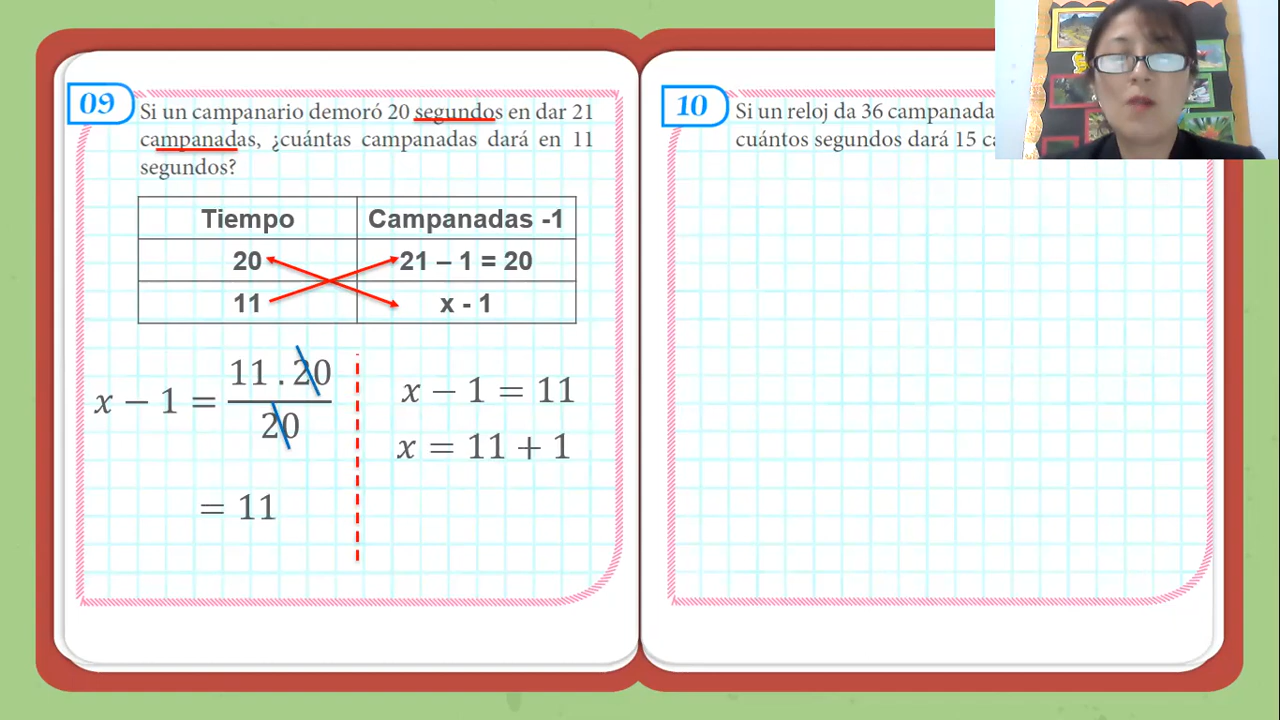 09
Si un campanario demoró 20 segundos en dar 21
campanadas, ¿cuántas campanadas dará en 11
segundos?
Tiempo Campanadas -1
20 21 – 1 = 20
11 x - 1
x − 1 = 11 . 20 / 20
= 11
x − 1 = 11
x = 11 + 1
10
Si un reloj da 36
cuántos segundos dará 15